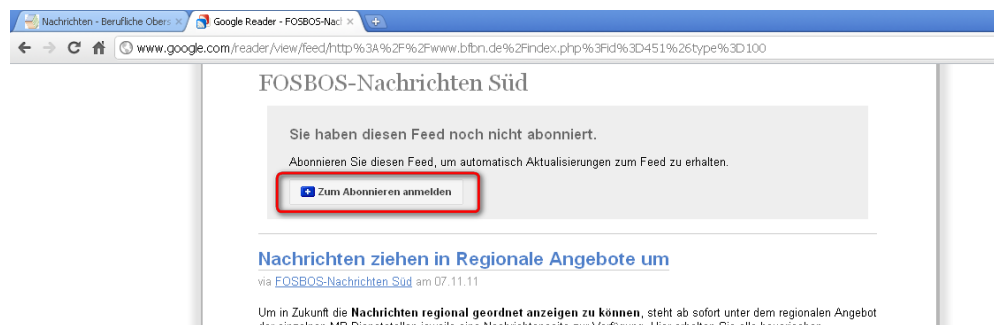 Nachrichten - Berufliche Obers
Google Reader - FOSBOS-Nach
www.google.com/reader/view/feed/http%3A%2F%2Fwww.bfbn.de%2Findex.php%3Fid%3D451%26type%3D100
FOSBOS-Nachrichten Süd
Sie haben diesen Feed noch nicht abonniert.
Abonnieren Sie diesen Feed, um automatisch Aktualisierungen zum Feed zu erhalten.
Zum Abonnieren anmelden
Nachrichten ziehen in Regionale Angebote um
via FOSBOS-Nachrichten Süd am 07.11.11
Um in Zukunft die Nachrichten regional geordnet anzeigen zu können, steht ab sofort unter dem regionalen Angebot